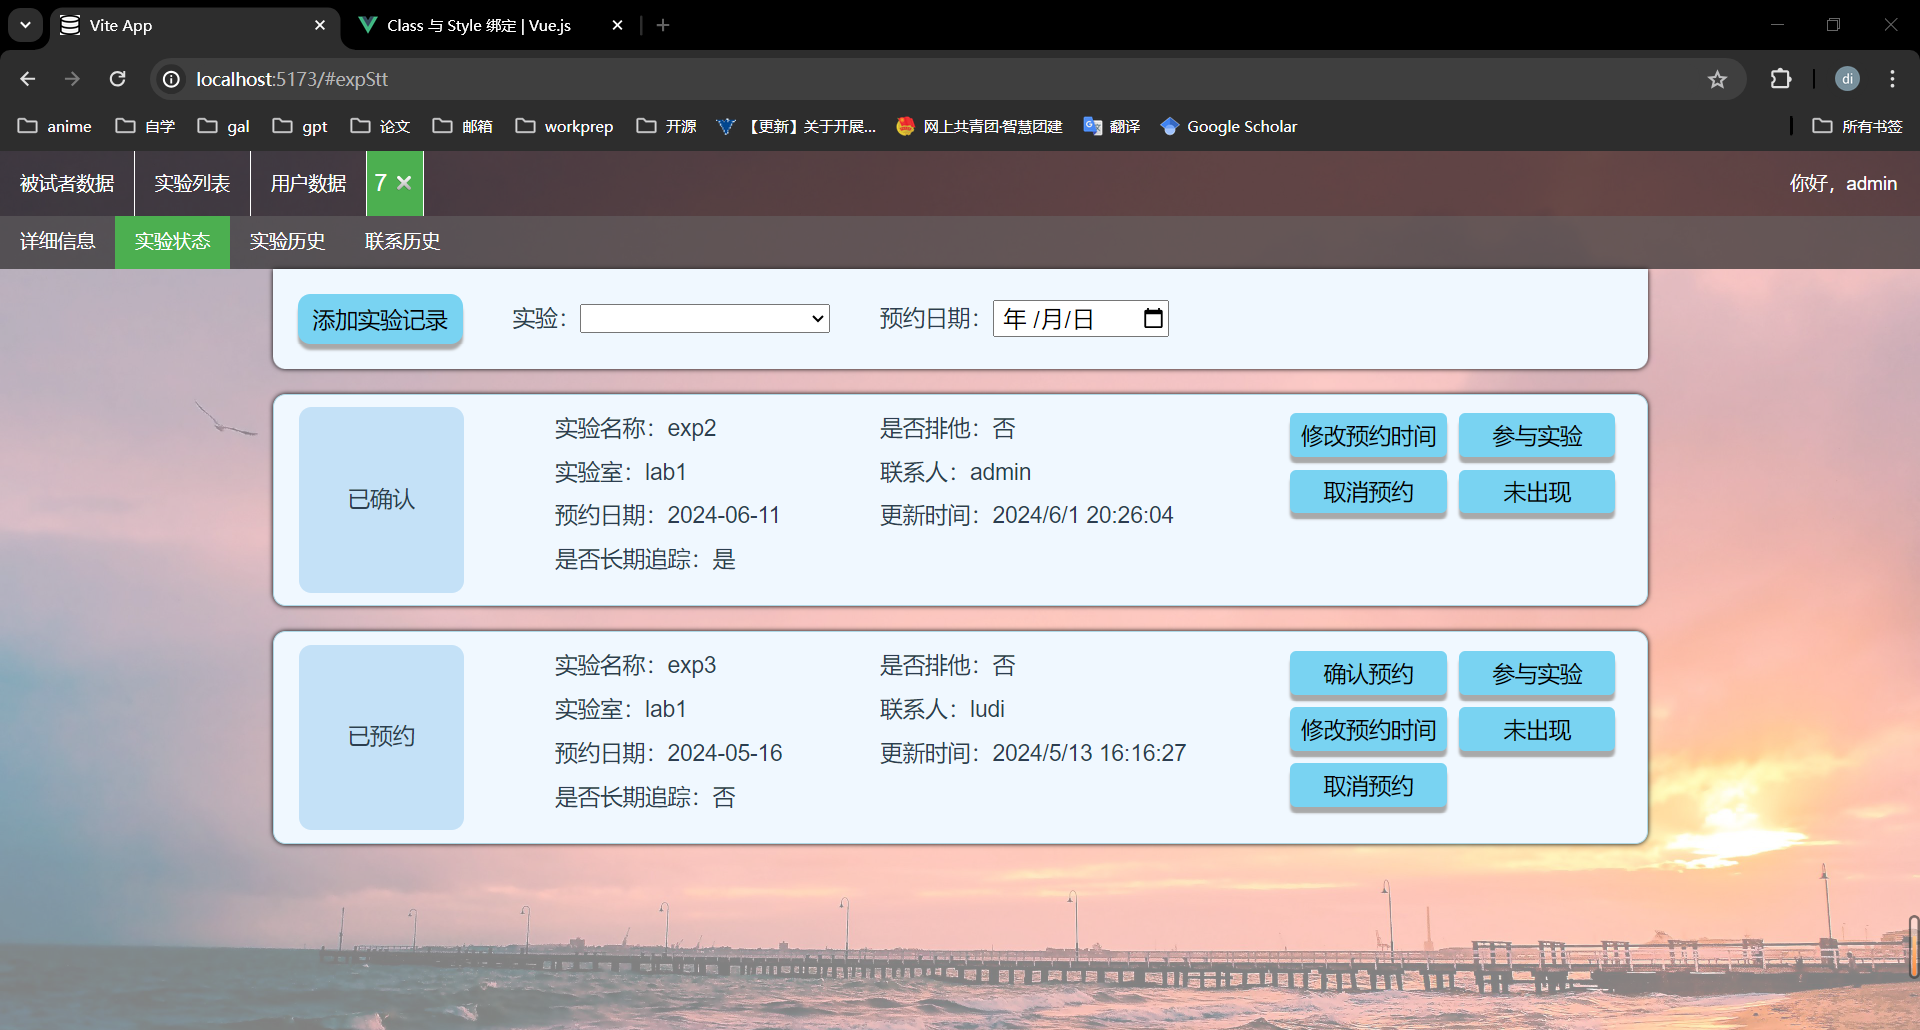 Vite App
Class 与 Style 绑定 | Vue.js
localhost:5173/#expStt
di
anime 自学 gal gpt 论文 邮箱 workprep 开源 【更新】关于开展... 网上共青团·智慧团建 翻译 Google Scholar 所有书签
被试者数据 实验列表 用户数据 7 你好，admin
详细信息 实验状态 实验历史 联系历史
添加实验记录 实验： 预约日期： 年 /月/日
已确认
实验名称：exp2 是否排他：否
实验室：lab1 联系人：admin
预约日期：2024-06-11 更新时间：2024/6/1 20:26:04
是否长期追踪：是
修改预约时间 参与实验
取消预约 未出现
已预约
实验名称：exp3 是否排他：否
实验室：lab1 联系人：ludi
预约日期：2024-05-16 更新时间：2024/5/13 16:16:27
是否长期追踪：否
确认预约 参与实验
修改预约时间 未出现
取消预约